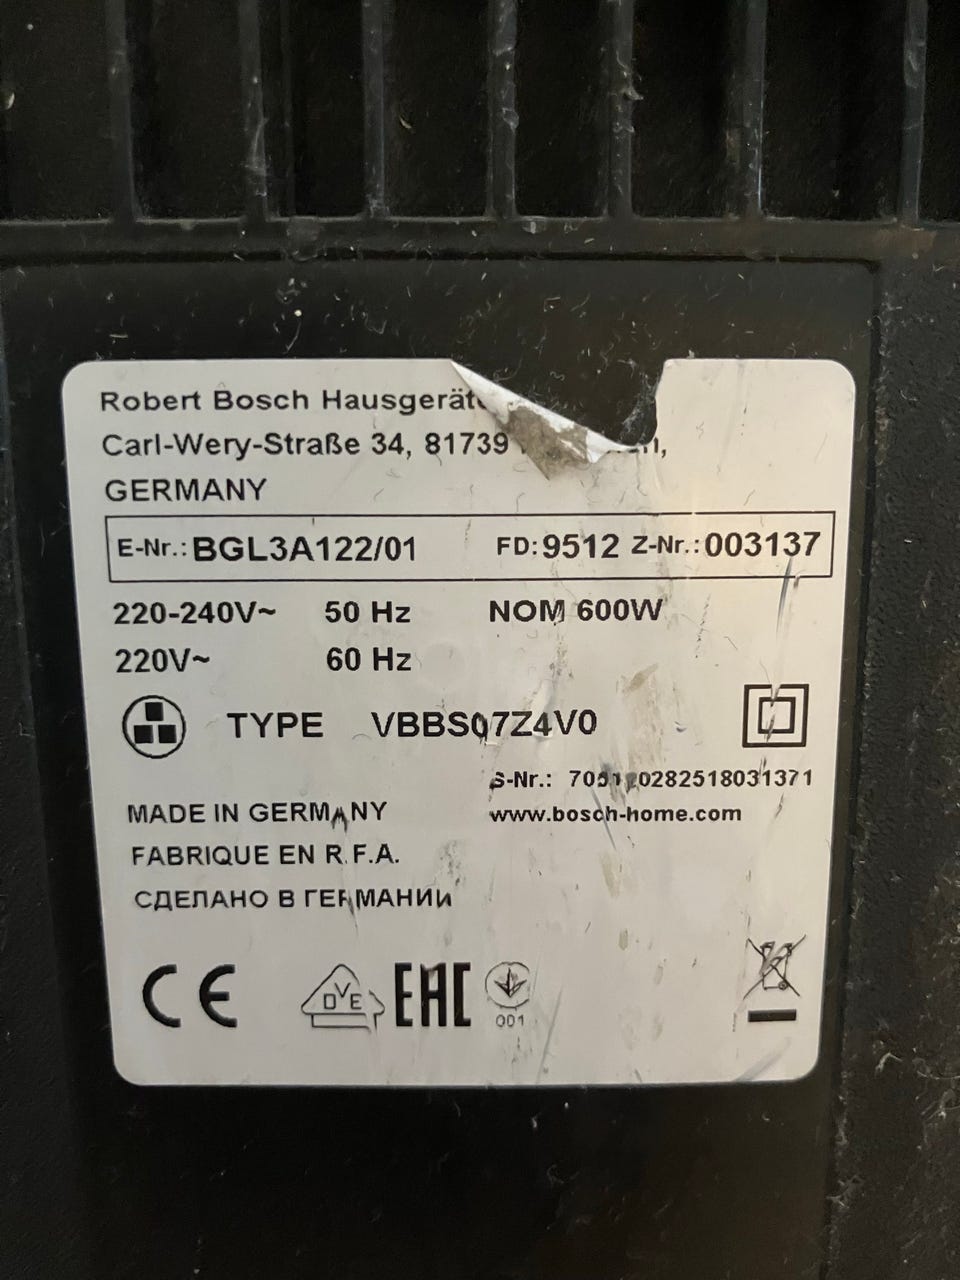 Robert Bosch Hausgerät
Carl-Wery-Straße 34, 81739
GERMANY
E-Nr.: BGL3A122/01 FD: 9512 Z-Nr.: 003137
220-240V~ 50 Hz NOM 600W
220V~ 60 Hz
TYPE VBBS07Z4V0
S-Nr.:
MADE IN GERMANY www.bosch-home.com
FABRIQUE EN R.F.A.
СДЕЛАНО В ГЕРМАНИИ
CE DVE EAC
001